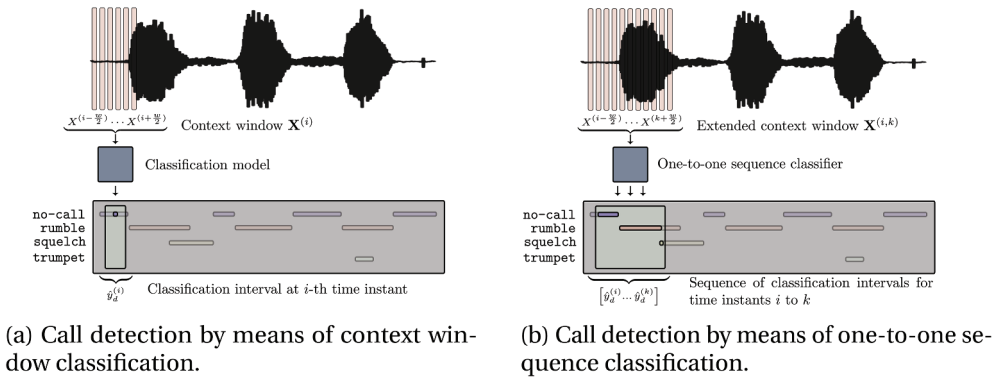 X^(i−w/2) ⋯ X^(i+w/2)
Context window X^(i)
Classification model
no-call
rumble
squelch
trumpet
ŷ_d^(i)
Classification interval at i-th time instant
(a) Call detection by means of context win-
dow classification.
X^(i−w/2) ⋯ X^(k+w/2)
Extended context window X^(i,k)
One-to-one sequence classifier
no-call
rumble
squelch
trumpet
[ŷ_d^(i) ... ŷ_d^(k)]
Sequence of classification intervals for
time instants i to k
(b) Call detection by means of one-to-one se-
quence classification.